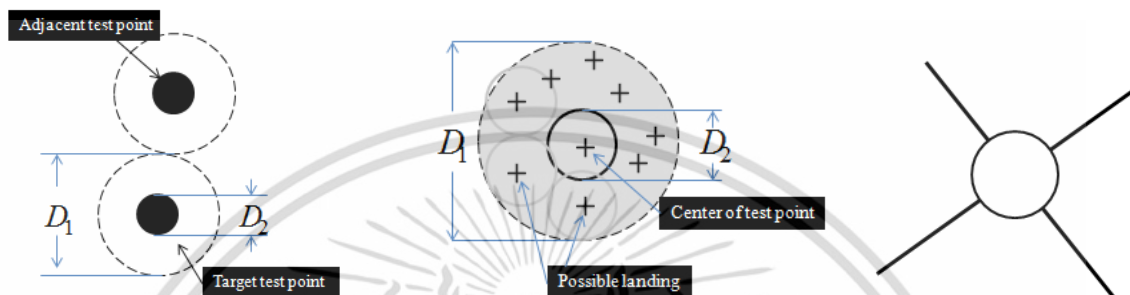 Adjacent test point
D₁
D₂
Target test point
D₁
D₂
Center of test point
Possible landing